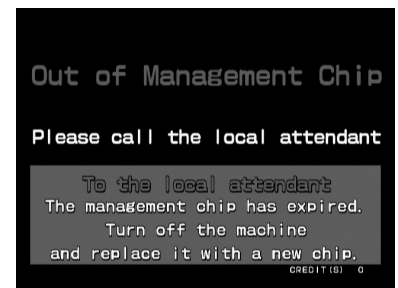 Out of Management Chip
Please call the local attendant
To the local attendant
The management chip has expired.
Turn off the machine
and replace it with a new chip.
CREDIT(S) 0